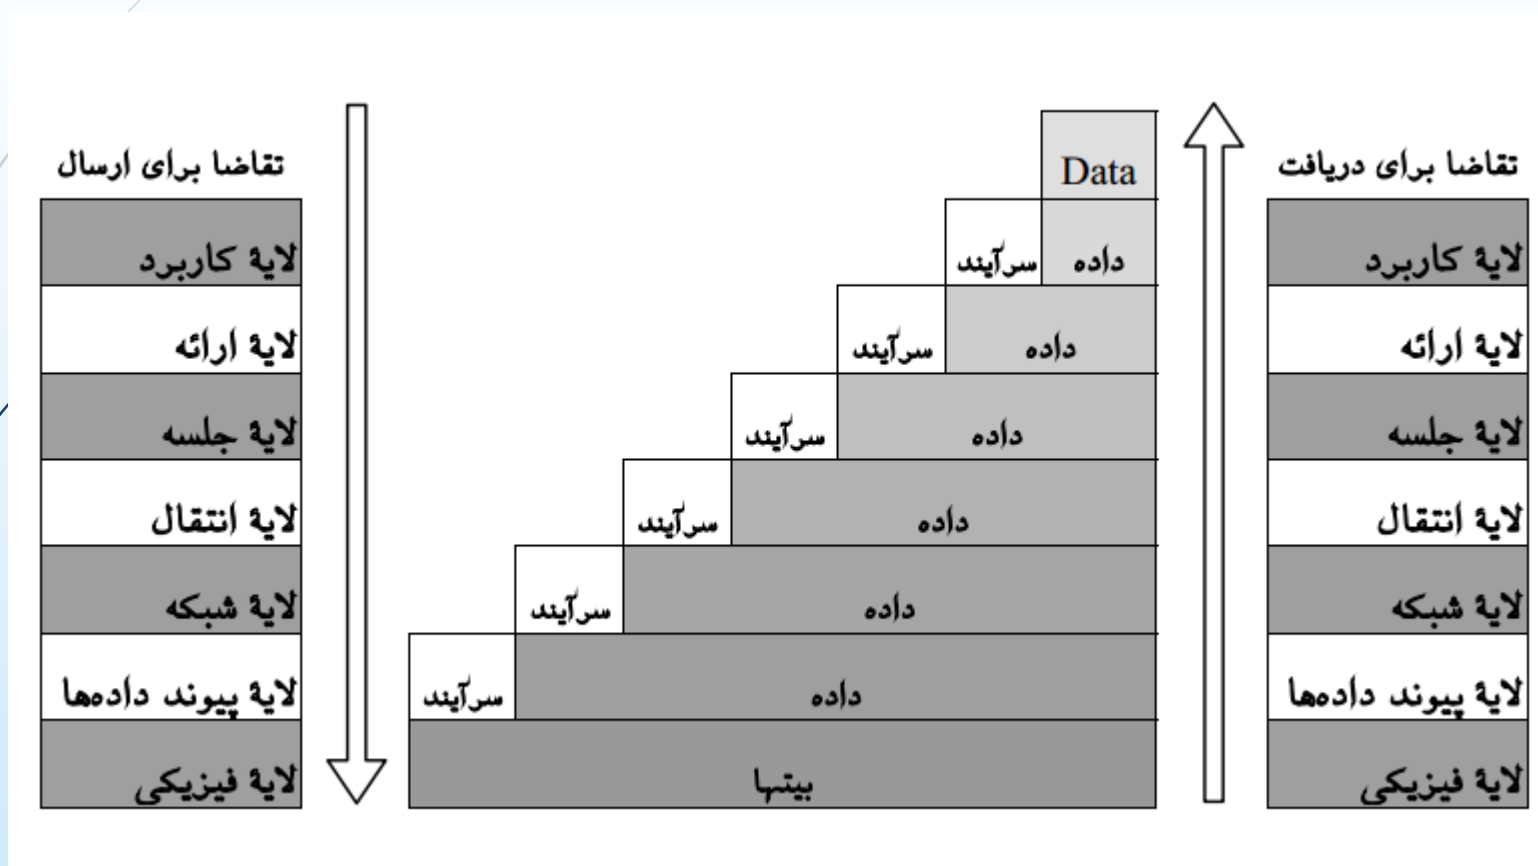 تقاضا برای دریافت
لایهٔ کاربرد
لایهٔ ارائه
لایهٔ جلسه
لایهٔ انتقال
لایهٔ شبکه
لایهٔ پیوند داده‌ها
لایهٔ فیزیکی
Data
داده
سرآیند
داده
سرآیند
داده
سرآیند
داده
سرآیند
داده
سرآیند
داده
سرآیند
بیتها
تقاضا برای ارسال
لایهٔ کاربرد
لایهٔ ارائه
لایهٔ جلسه
لایهٔ انتقال
لایهٔ شبکه
لایهٔ پیوند داده‌ها
لایهٔ فیزیکی